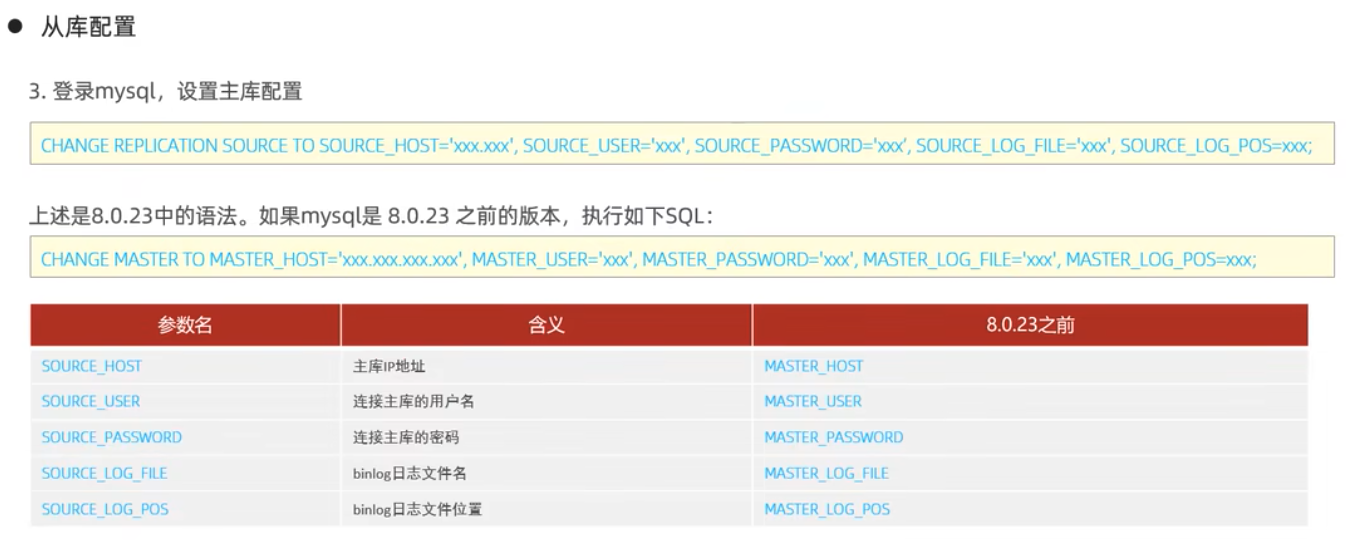 ● 从库配置
3. 登录mysql，设置主库配置
CHANGE REPLICATION SOURCE TO SOURCE_HOST='xxx.xxx', SOURCE_USER='xxx', SOURCE_PASSWORD='xxx', SOURCE_LOG_FILE='xxx', SOURCE_LOG_POS=xxx;
上述是8.0.23中的语法。如果mysql是 8.0.23 之前的版本，执行如下SQL：
CHANGE MASTER TO MASTER_HOST='xxx.xxx.xxx.xxx', MASTER_USER='xxx', MASTER_PASSWORD='xxx', MASTER_LOG_FILE='xxx', MASTER_LOG_POS=xxx;
参数名 含义 8.0.23之前
SOURCE_HOST 主库IP地址 MASTER_HOST
SOURCE_USER 连接主库的用户名 MASTER_USER
SOURCE_PASSWORD 连接主库的密码 MASTER_PASSWORD
SOURCE_LOG_FILE binlog日志文件名 MASTER_LOG_FILE
SOURCE_LOG_POS binlog日志文件位置 MASTER_LOG_POS